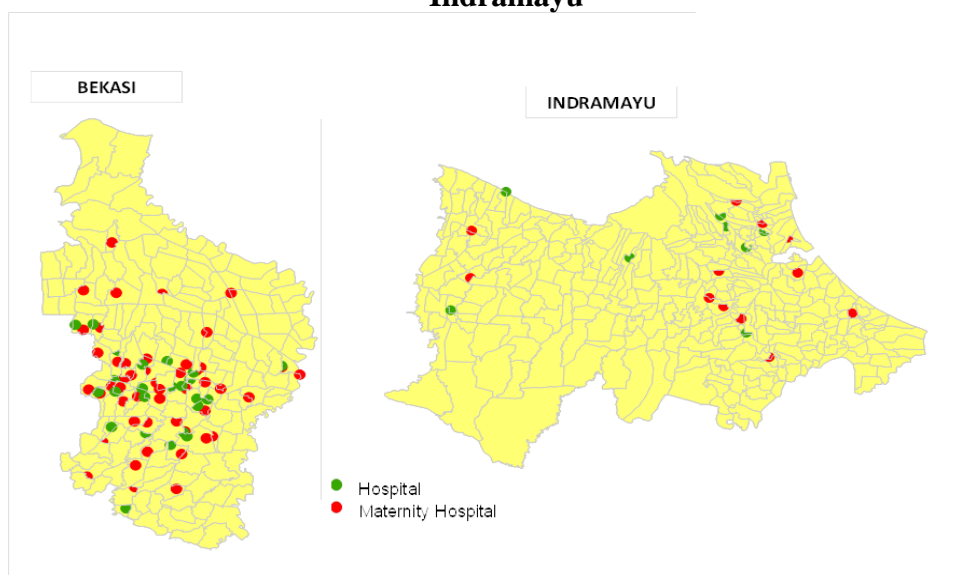 Indramayu
BEKASI
INDRAMAYU
Hospital
Maternity Hospital